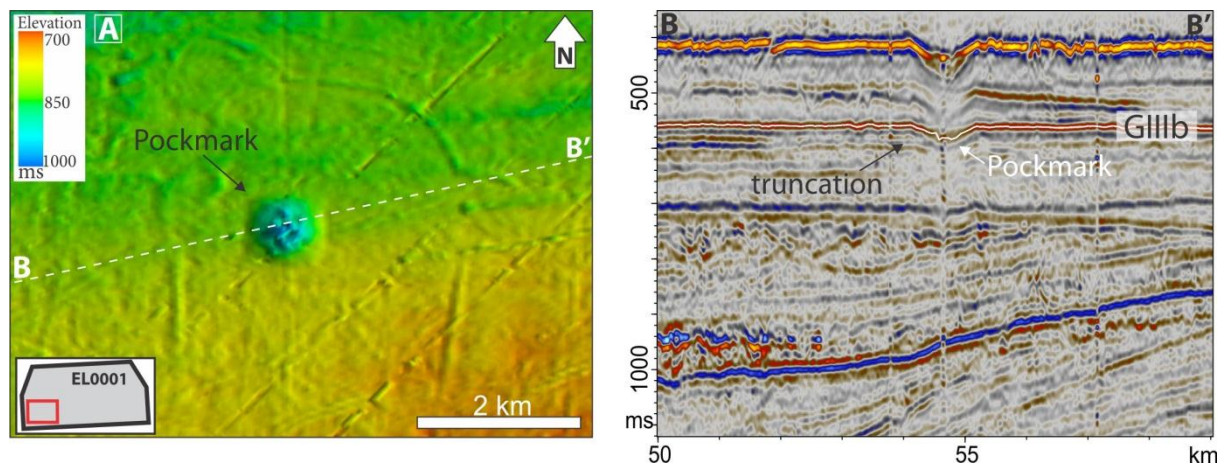 Elevation
700
850
1000
ms
A
N
Pockmark
B'
B
EL0001
2 km
B
B'
500
GIIIb
truncation
Pockmark
1000
ms
50
55
km